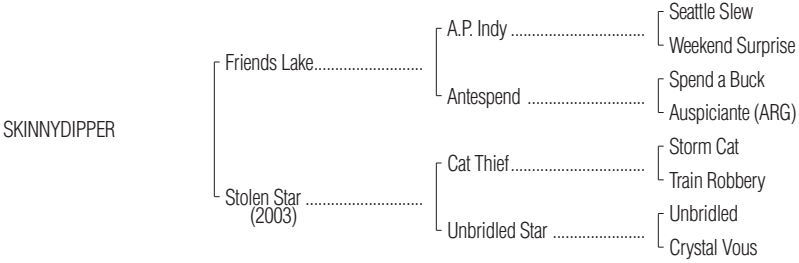 Seattle Slew
A.P. Indy ..................................
Weekend Surprise
Friends Lake...........................
Spend a Buck
Antespend ..............................
Auspiciante (ARG)
SKINNYDIPPER
Storm Cat
Cat Thief..................................
Train Robbery
Stolen Star .............................
(2003)
Unbridled
Unbridled Star .......................
Crystal Vous